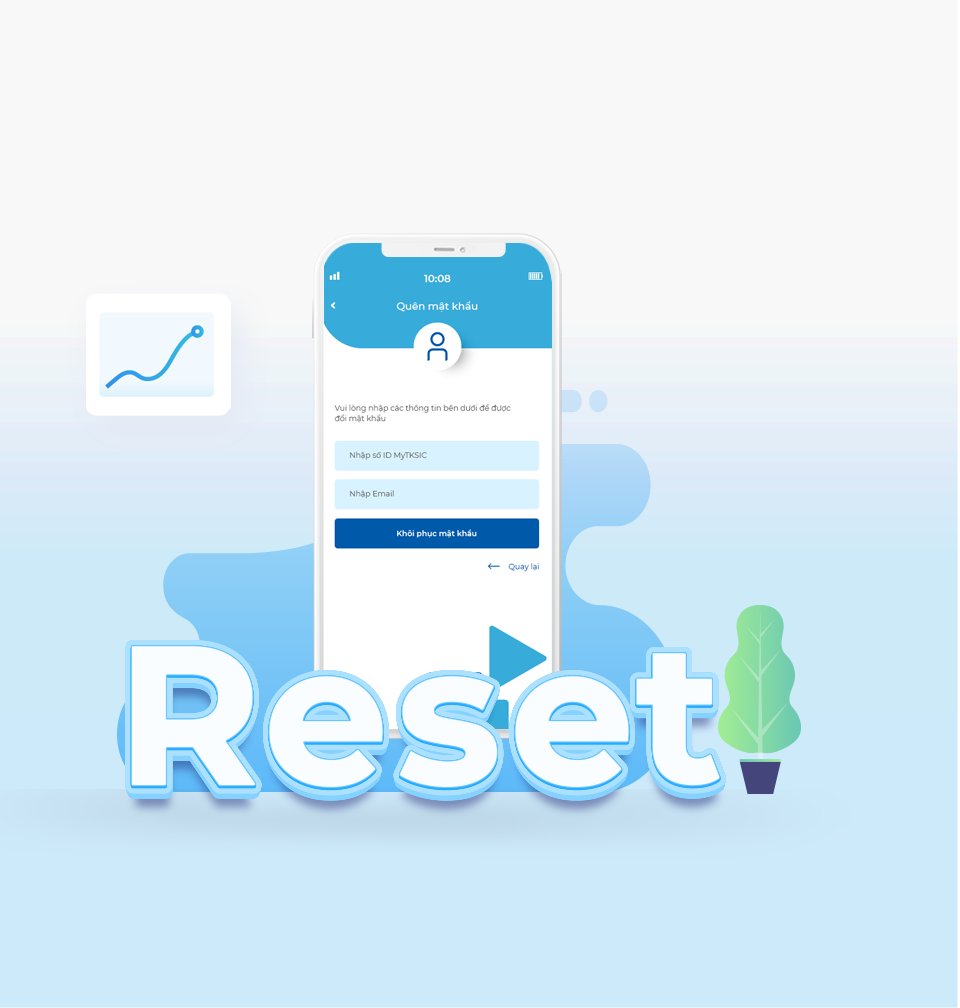 10:08
Quên mật khẩu
Vui lòng nhập các thông tin bên dưới để được
đổi mật khẩu
Nhập số ID MyTKSIC
Nhập Email
Khôi phục mật khẩu
Quay lại
Reset